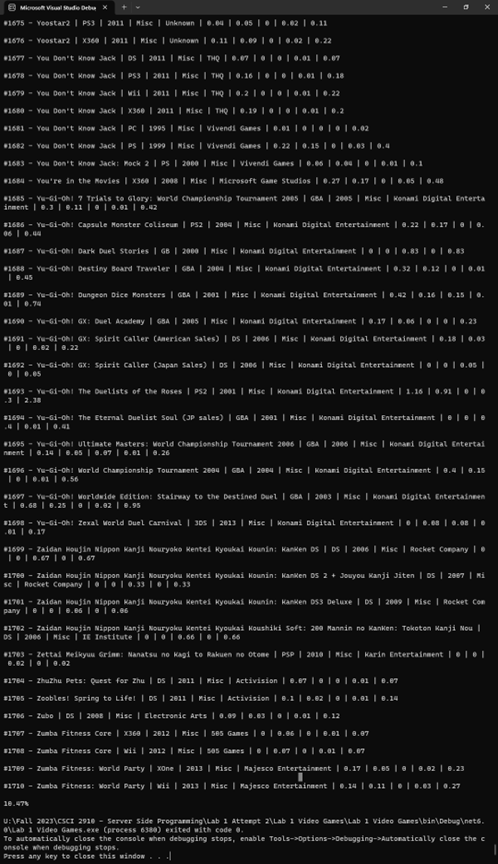 Microsoft Visual Studio Debu
#1675 - Yoostar2 | PS3 | 2011 | Misc | Unknown | 0.04 | 0.05 | 0 | 0.02 | 0.11
#1676 - Yoostar2 | X360 | 2011 | Misc | Unknown | 0.11 | 0.09 | 0 | 0.02 | 0.22
#1677 - You Don't Know Jack | DS | 2011 | Misc | THQ | 0.07 | 0 | 0 | 0.01 | 0.07
#1678 - You Don't Know Jack | PS3 | 2011 | Misc | THQ | 0.16 | 0 | 0 | 0.01 | 0.18
#1679 - You Don't Know Jack | Wii | 2011 | Misc | THQ | 0.2 | 0 | 0 | 0.01 | 0.22
#1680 - You Don't Know Jack | X360 | 2011 | Misc | THQ | 0.19 | 0 | 0 | 0.01 | 0.2
#1681 - You Don't Know Jack | PC | 1995 | Misc | Vivendi Games | 0.01 | 0 | 0 | 0 | 0.02
#1682 - You Don't Know Jack | PS | 1999 | Misc | Vivendi Games | 0.22 | 0.15 | 0 | 0.03 | 0.4
#1683 - You Don't Know Jack: Mock 2 | PS | 2000 | Misc | Vivendi Games | 0.06 | 0.04 | 0 | 0.01 | 0.1
#1684 - You're in the Movies | X360 | 2008 | Misc | Microsoft Game Studios | 0.27 | 0.17 | 0 | 0.05 | 0.48
#1685 - Yu-Gi-Oh! 7 Trials to Glory: World Championship Tournament 2005 | GBA | 2005 | Misc | Konami Digital Enterta
inment | 0.3 | 0.11 | 0 | 0.01 | 0.42
#1686 - Yu-Gi-Oh! Capsule Monster Coliseum | PS2 | 2004 | Misc | Konami Digital Entertainment | 0.22 | 0.17 | 0 | 0.
06 | 0.44
#1687 - Yu-Gi-Oh! Dark Duel Stories | GB | 2000 | Misc | Konami Digital Entertainment | 0 | 0 | 0.83 | 0 | 0.83
#1688 - Yu-Gi-Oh! Destiny Board Traveler | GBA | 2004 | Misc | Konami Digital Entertainment | 0.32 | 0.12 | 0 | 0.01
| 0.45
#1689 - Yu-Gi-Oh! Dungeon Dice Monsters | GBA | 2001 | Misc | Konami Digital Entertainment | 0.42 | 0.16 | 0.15 | 0.
01 | 0.74
#1690 - Yu-Gi-Oh! GX: Duel Academy | GBA | 2005 | Misc | Konami Digital Entertainment | 0.17 | 0.06 | 0 | 0 | 0.23
#1691 - Yu-Gi-Oh! GX: Spirit Caller (American Sales) | DS | 2006 | Misc | Konami Digital Entertainment | 0.18 | 0.03
| 0 | 0.02 | 0.22
#1692 - Yu-Gi-Oh! GX: Spirit Caller (Japan Sales) | DS | 2006 | Misc | Konami Digital Entertainment | 0 | 0 | 0.05 |
0 | 0.05
#1693 - Yu-Gi-Oh! The Duelists of the Roses | PS2 | 2001 | Misc | Konami Digital Entertainment | 1.16 | 0.91 | 0 | 0
.3 | 2.38
#1694 - Yu-Gi-Oh! The Eternal Duelist Soul (JP sales) | GBA | 2001 | Misc | Konami Digital Entertainment | 0 | 0 | 0
.4 | 0.01 | 0.41
#1695 - Yu-Gi-Oh! Ultimate Masters: World Championship Tournament 2006 | GBA | 2006 | Misc | Konami Digital Entertai
nment | 0.14 | 0.05 | 0.07 | 0.01 | 0.26
#1696 - Yu-Gi-Oh! World Championship Tournament 2004 | GBA | 2004 | Misc | Konami Digital Entertainment | 0.4 | 0.15
| 0 | 0.01 | 0.56
#1697 - Yu-Gi-Oh! Worldwide Edition: Stairway to the Destined Duel | GBA | 2003 | Misc | Konami Digital Entertainmen
t | 0.68 | 0.25 | 0 | 0.02 | 0.95
#1698 - Yu-Gi-Oh! Zexal World Duel Carnival | 3DS | 2013 | Misc | Konami Digital Entertainment | 0 | 0.08 | 0.08 | 0
.01 | 0.17
#1699 - Zaidan Houjin Nippon Kanji Nouryoku Kentei Kyoukai Kounin: KanKen DS | DS | 2006 | Misc | Rocket Company | 0
| 0 | 0.67 | 0 | 0.67
#1700 - Zaidan Houjin Nippon Kanji Nouryoku Kentei Kyoukai Kounin: KanKen DS 2 + Jouyou Kanji Jiten | DS | 2007 | Mi
sc | Rocket Company | 0 | 0 | 0.33 | 0 | 0.33
#1701 - Zaidan Houjin Nippon Kanji Nouryoku Kentei Kyoukai Kounin: KanKen DS3 Deluxe | DS | 2009 | Misc | Rocket Com
pany | 0 | 0 | 0.06 | 0 | 0.06
#1702 - Zaidan Houjin Nippon Kanji Nouryoku Kentei Kyoukai Koushiki Soft: 200 Mannin no KanKen: Tokoton Kanji Nou |
DS | 2006 | Misc | IE Institute | 0 | 0 | 0.66 | 0 | 0.66
#1703 - Zettai Meikyuu Grimm: Nanatsu no Kagi to Rakuen no Otome | PSP | 2010 | Misc | Karin Entertainment | 0 | 0 |
0.02 | 0 | 0.02
#1704 - ZhuZhu Pets: Quest for Zhu | DS | 2011 | Misc | Activision | 0.07 | 0 | 0 | 0.01 | 0.07
#1705 - Zoobles! Spring to Life! | DS | 2011 | Misc | Activision | 0.1 | 0.02 | 0 | 0.01 | 0.14
#1706 - Zubo | DS | 2008 | Misc | Electronic Arts | 0.09 | 0.03 | 0 | 0.01 | 0.12
#1707 - Zumba Fitness Core | X360 | 2012 | Misc | 505 Games | 0 | 0.06 | 0 | 0.01 | 0.07
#1708 - Zumba Fitness Core | Wii | 2012 | Misc | 505 Games | 0 | 0.07 | 0 | 0.01 | 0.07
#1709 - Zumba Fitness: World Party | XOne | 2013 | Misc | Majesco Entertainment | 0.17 | 0.05 | 0 | 0.02 | 0.23
#1710 - Zumba Fitness: World Party | Wii | 2013 | Misc | Majesco Entertainment | 0.14 | 0.11 | 0 | 0.03 | 0.27
10.47%
U:\Fall 2023\CSCI 2910 - Server Side Programming\Lab 1 Attempt 2\Lab 1 Video Games\Lab 1 Video Games\bin\Debug\net6.
0\Lab 1 Video Games.exe (process 6380) exited with code 0.
To automatically close the console when debugging stops, enable Tools->Options->Debugging->Automatically close the c
onsole when debugging stops.
Press any key to close this window . . .